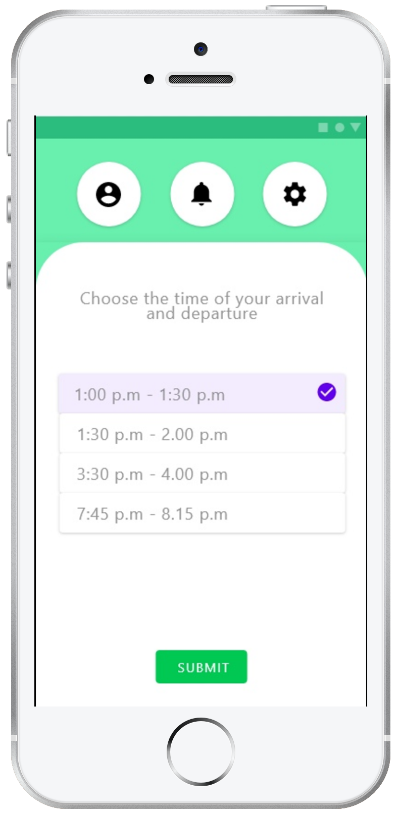 Choose the time of your arrival
and departure
1:00 p.m - 1:30 p.m
1:30 p.m - 2.00 p.m
3:30 p.m - 4.00 p.m
7:45 p.m - 8.15 p.m
SUBMIT